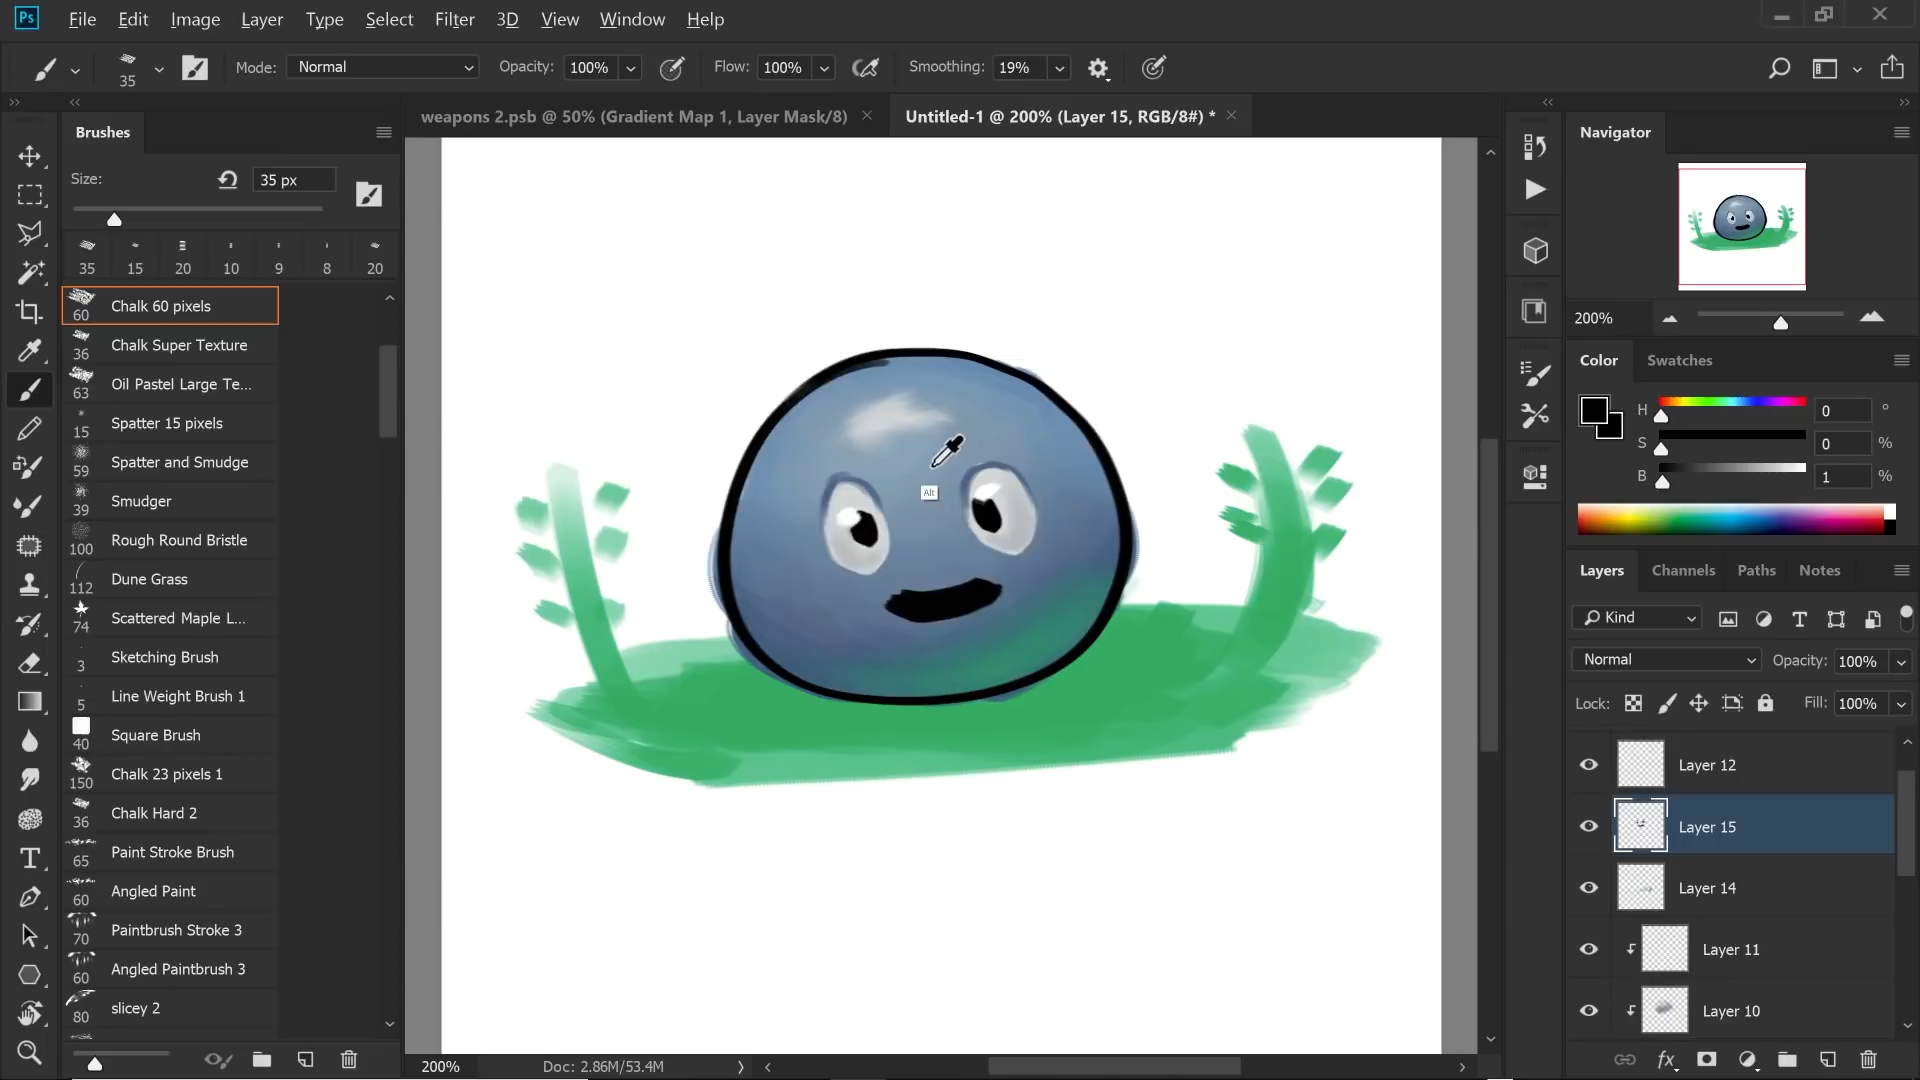 Ps File Edit Image Layer Type Select Filter 3D View Window Help
35 Mode: Normal Opacity: 100% Flow: 100% Smoothing: 19%
weapons 2.psb @ 50% (Gradient Map 1, Layer Mask/8) Untitled-1 @ 200% (Layer 15, RGB/8#) *
Brushes
Size: 35 px
35 15 20 10 9 8 20
60 Chalk 60 pixels
36 Chalk Super Texture
63 Oil Pastel Large Te...
15 Spatter 15 pixels
59 Spatter and Smudge
39 Smudger
100 Rough Round Bristle
112 Dune Grass
74 Scattered Maple L...
3 Sketching Brush
5 Line Weight Brush 1
40 Square Brush
150 Chalk 23 pixels 1
36 Chalk Hard 2
65 Paint Stroke Brush
60 Angled Paint
70 Paintbrush Stroke 3
60 Angled Paintbrush 3
80 slicey 2
Alt
200% Doc: 2.86M/53.4M
Navigator
200%
Color Swatches
H 0 °
S 0 %
B 1 %
Layers Channels Paths Notes
Kind
Normal Opacity: 100%
Lock: Fill: 100%
Layer 12
Layer 15
Layer 14
Layer 11
Layer 10
fx